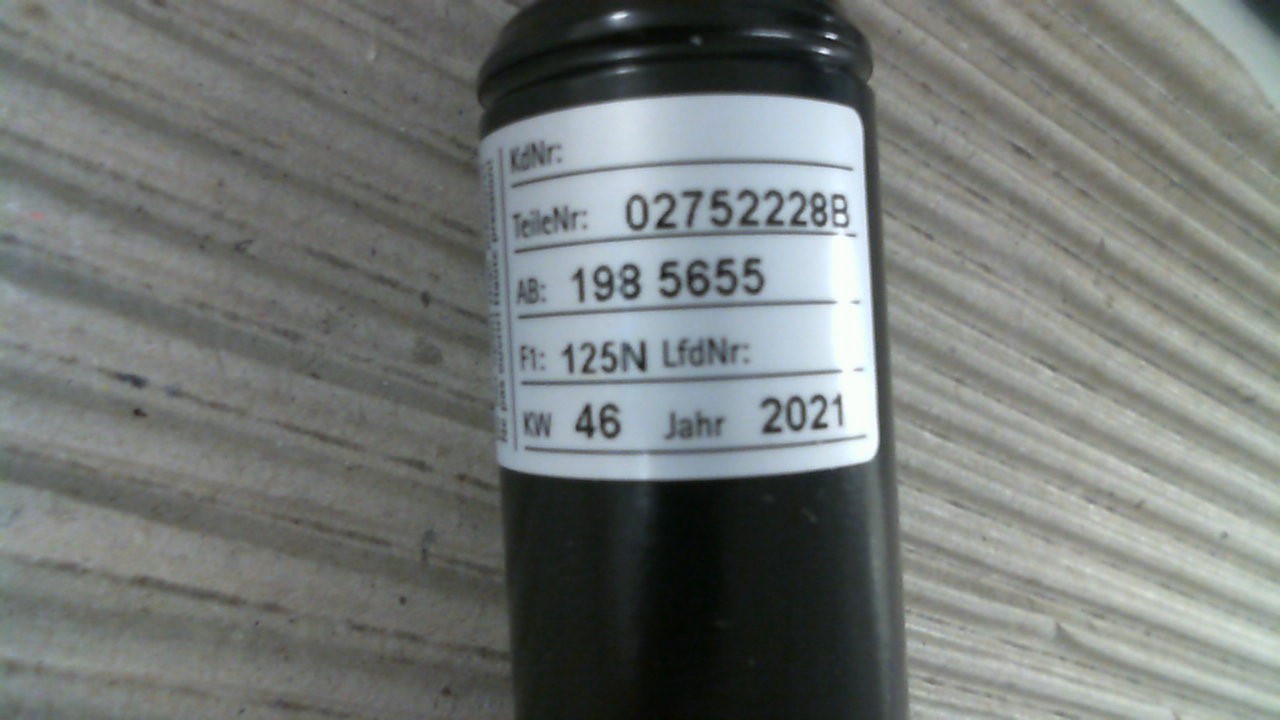 KdNr:
TeileNr: 02752228B
AB: 198 5655
F1: 125N LfdNr:
KW 46 Jahr 2021